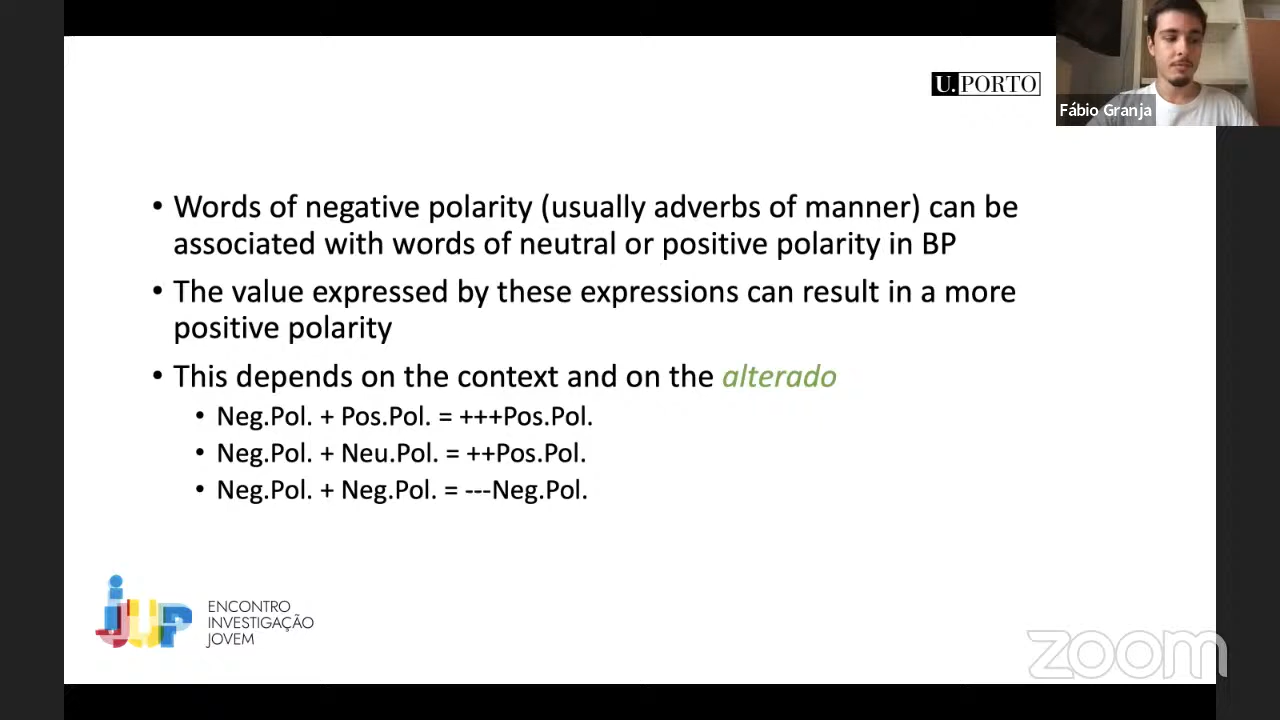 U. PORTO
Fábio Granja
• Words of negative polarity (usually adverbs of manner) can be
associated with words of neutral or positive polarity in BP
• The value expressed by these expressions can result in a more
positive polarity
• This depends on the context and on the alterado
• Neg.Pol. + Pos.Pol. = +++Pos.Pol.
• Neg.Pol. + Neu.Pol. = ++Pos.Pol.
• Neg.Pol. + Neg.Pol. = ---Neg.Pol.
ijUP
ENCONTRO
INVESTIGAÇÃO
JOVEM
zoom